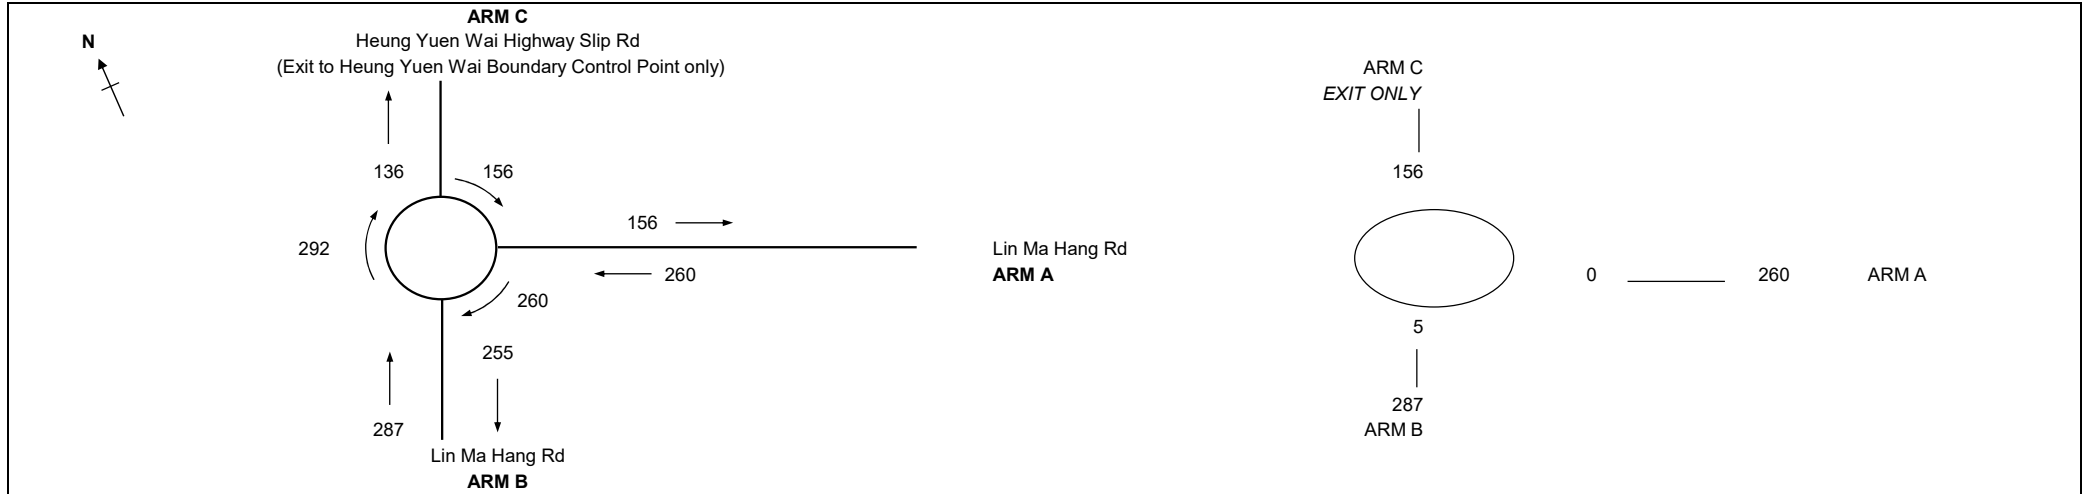 ARM C
N
Heung Yuen Wai Highway Slip Rd
(Exit to Heung Yuen Wai Boundary Control Point only)
136
156
292
156
Lin Ma Hang Rd
ARM A
260
260
255
287
Lin Ma Hang Rd
ARM B
ARM C
EXIT ONLY
156
0
260
ARM A
5
287
ARM B